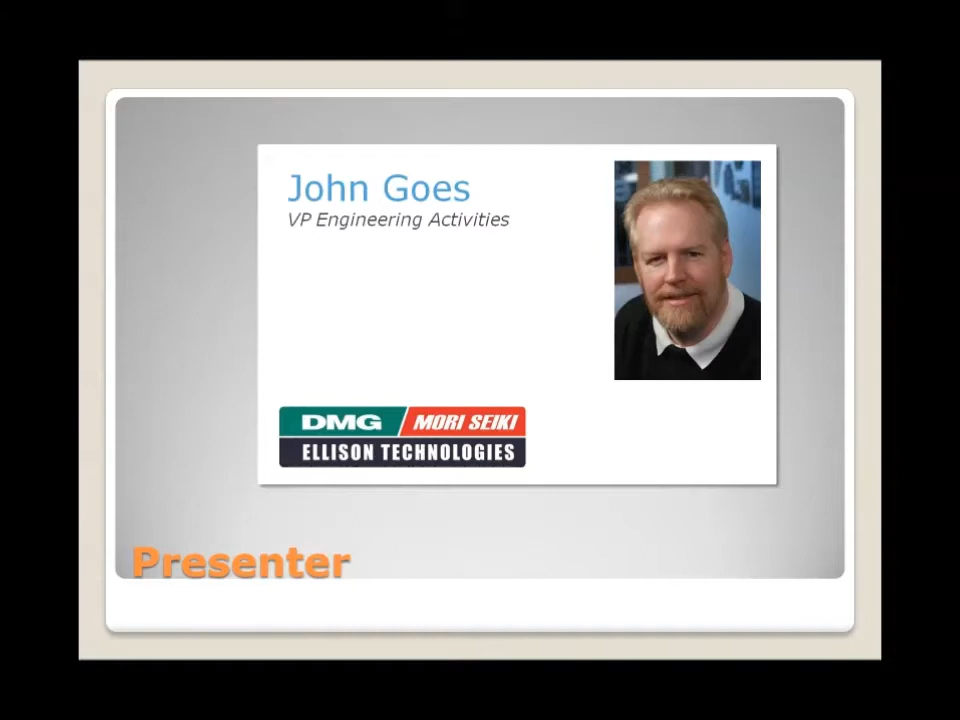 John Goes
VP Engineering Activities
DMG MORI SEIKI
ELLISON TECHNOLOGIES
Presenter